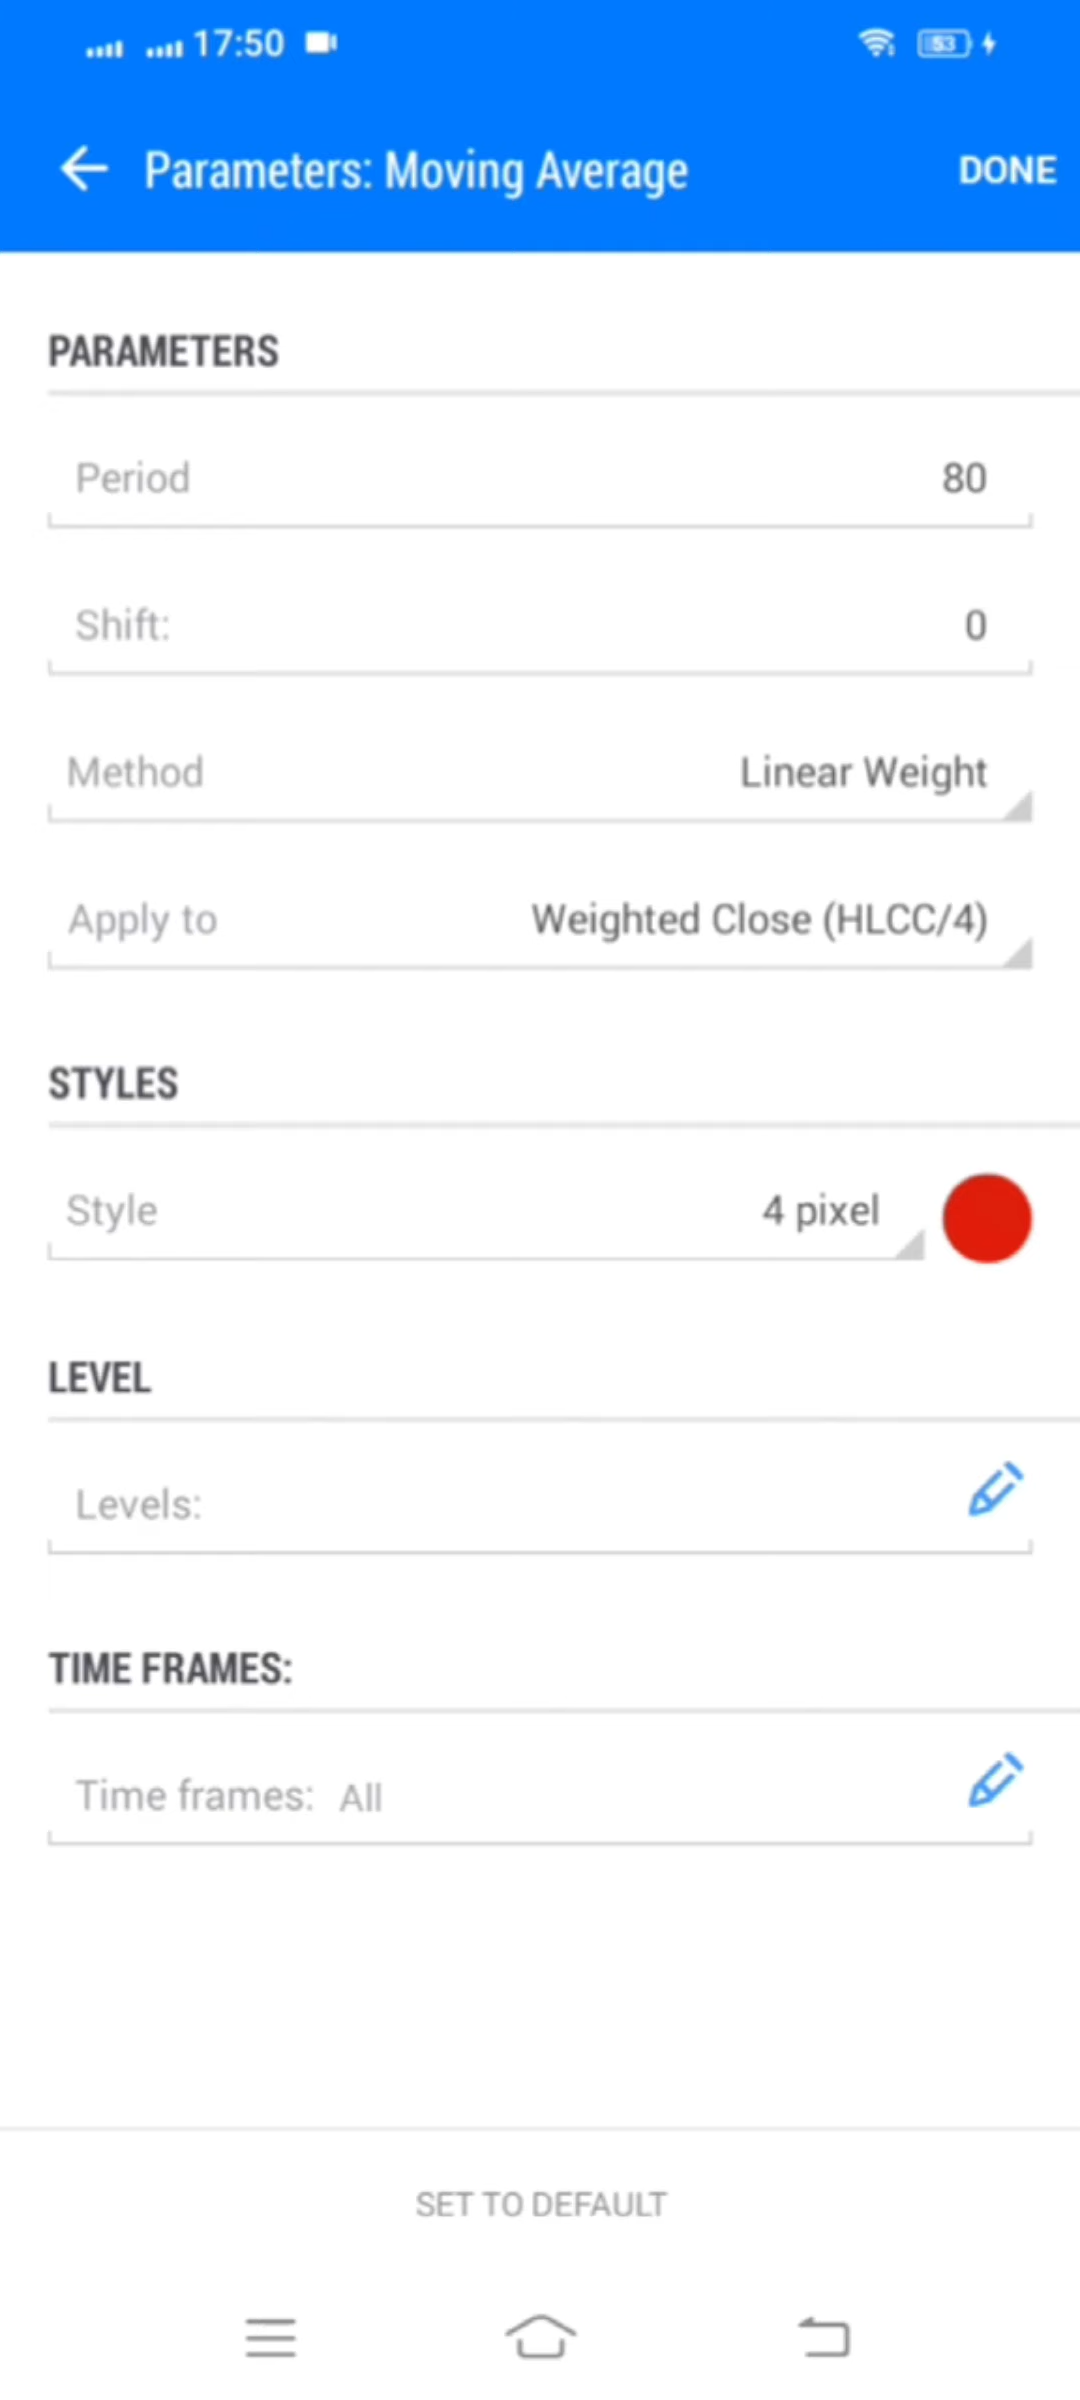 17:50 53
Parameters: Moving Average DONE
PARAMETERS
Period 80
Shift: 0
Method Linear Weight
Apply to Weighted Close (HLCC/4)
STYLES
Style 4 pixel
LEVEL
Levels:
TIME FRAMES:
Time frames: All
SET TO DEFAULT